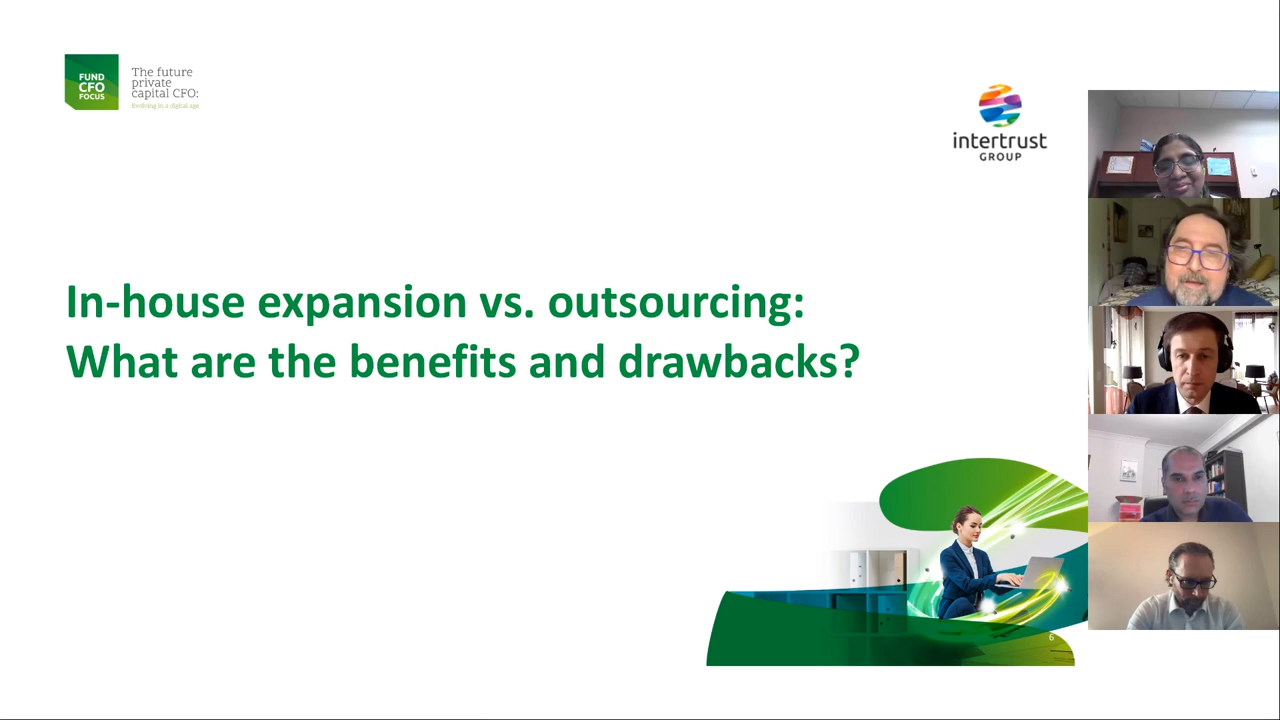 FUND
CFO
FOCUS
The future
private
capital CFO:
Evolving in a digital age
intertrust
GROUP
In-house expansion vs. outsourcing:
What are the benefits and drawbacks?
6